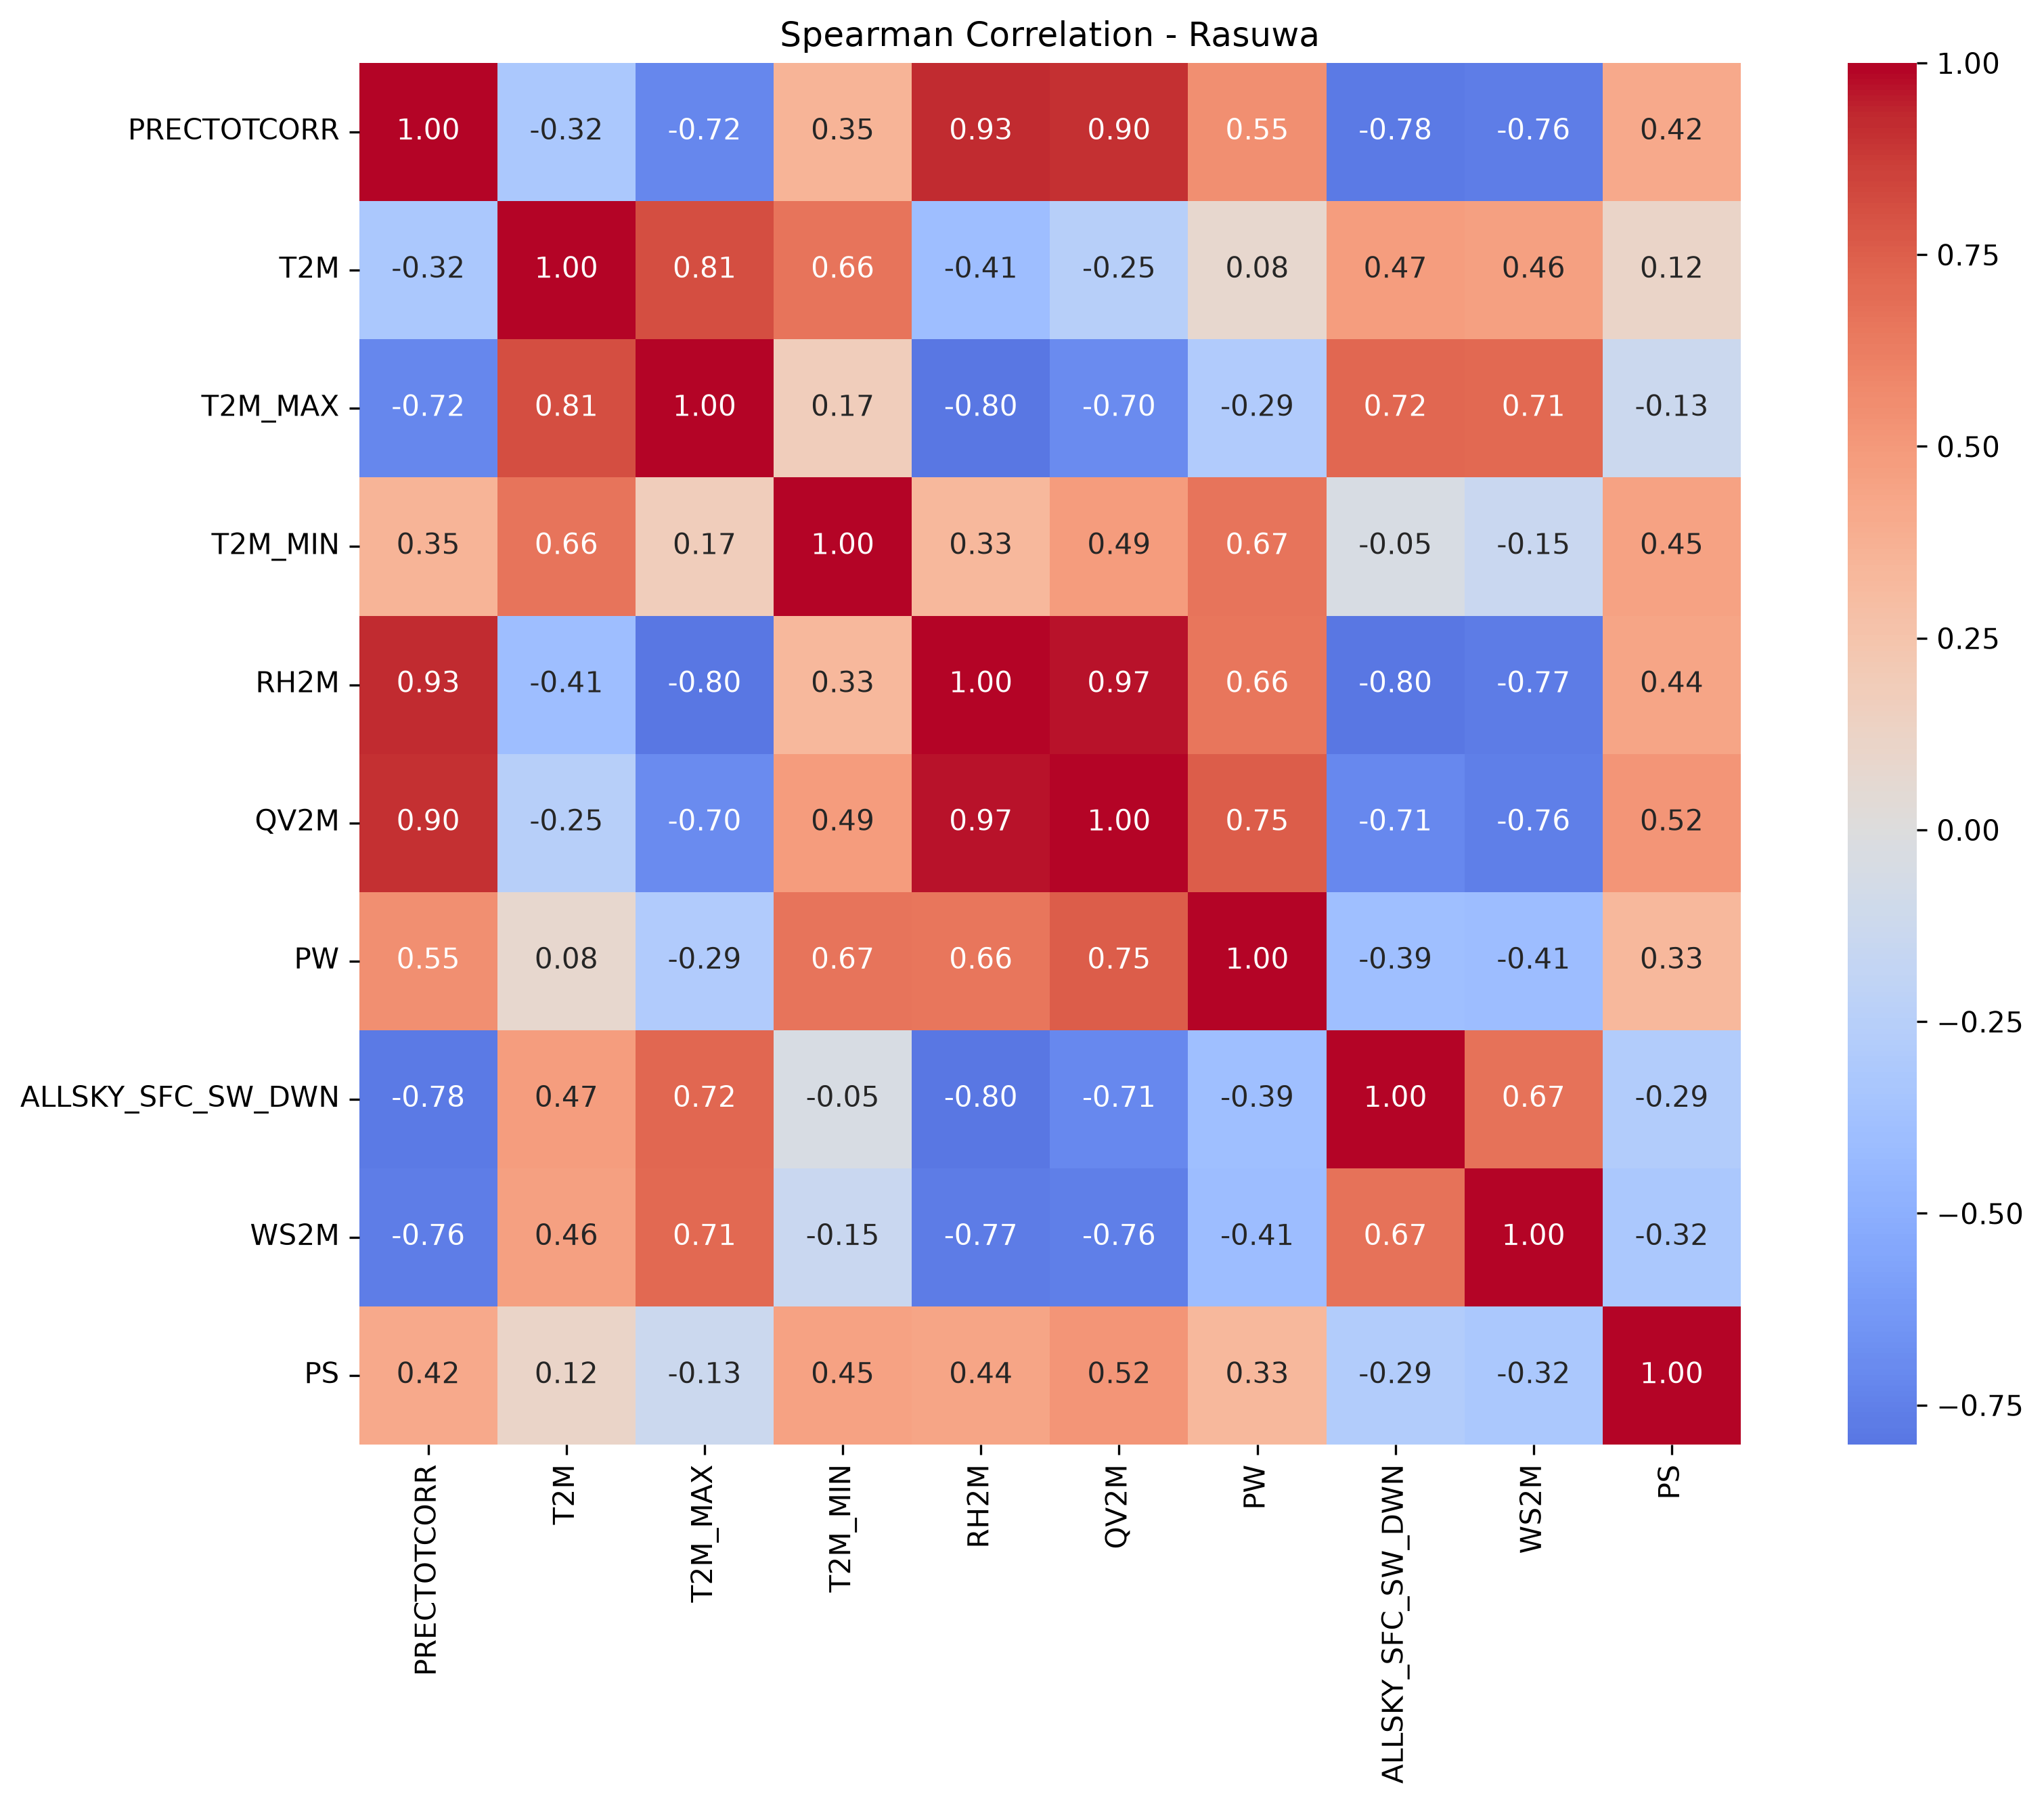 Spearman Correlation - Rasuwa
PRECTOTCORR 1.00 -0.32 -0.72 0.35 0.93 0.90 0.55 -0.78 -0.76 0.42
T2M -0.32 1.00 0.81 0.66 -0.41 -0.25 0.08 0.47 0.46 0.12
T2M_MAX -0.72 0.81 1.00 0.17 -0.80 -0.70 -0.29 0.72 0.71 -0.13
T2M_MIN 0.35 0.66 0.17 1.00 0.33 0.49 0.67 -0.05 -0.15 0.45
RH2M 0.93 -0.41 -0.80 0.33 1.00 0.97 0.66 -0.80 -0.77 0.44
QV2M 0.90 -0.25 -0.70 0.49 0.97 1.00 0.75 -0.71 -0.76 0.52
PW 0.55 0.08 -0.29 0.67 0.66 0.75 1.00 -0.39 -0.41 0.33
ALLSKY_SFC_SW_DWN -0.78 0.47 0.72 -0.05 -0.80 -0.71 -0.39 1.00 0.67 -0.29
WS2M -0.76 0.46 0.71 -0.15 -0.77 -0.76 -0.41 0.67 1.00 -0.32
PS 0.42 0.12 -0.13 0.45 0.44 0.52 0.33 -0.29 -0.32 1.00
PRECTOTCORR
T2M
T2M_MAX
T2M_MIN
RH2M
QV2M
PW
ALLSKY_SFC_SW_DWN
WS2M
PS
1.00
0.75
0.50
0.25
0.00
−0.25
−0.50
−0.75